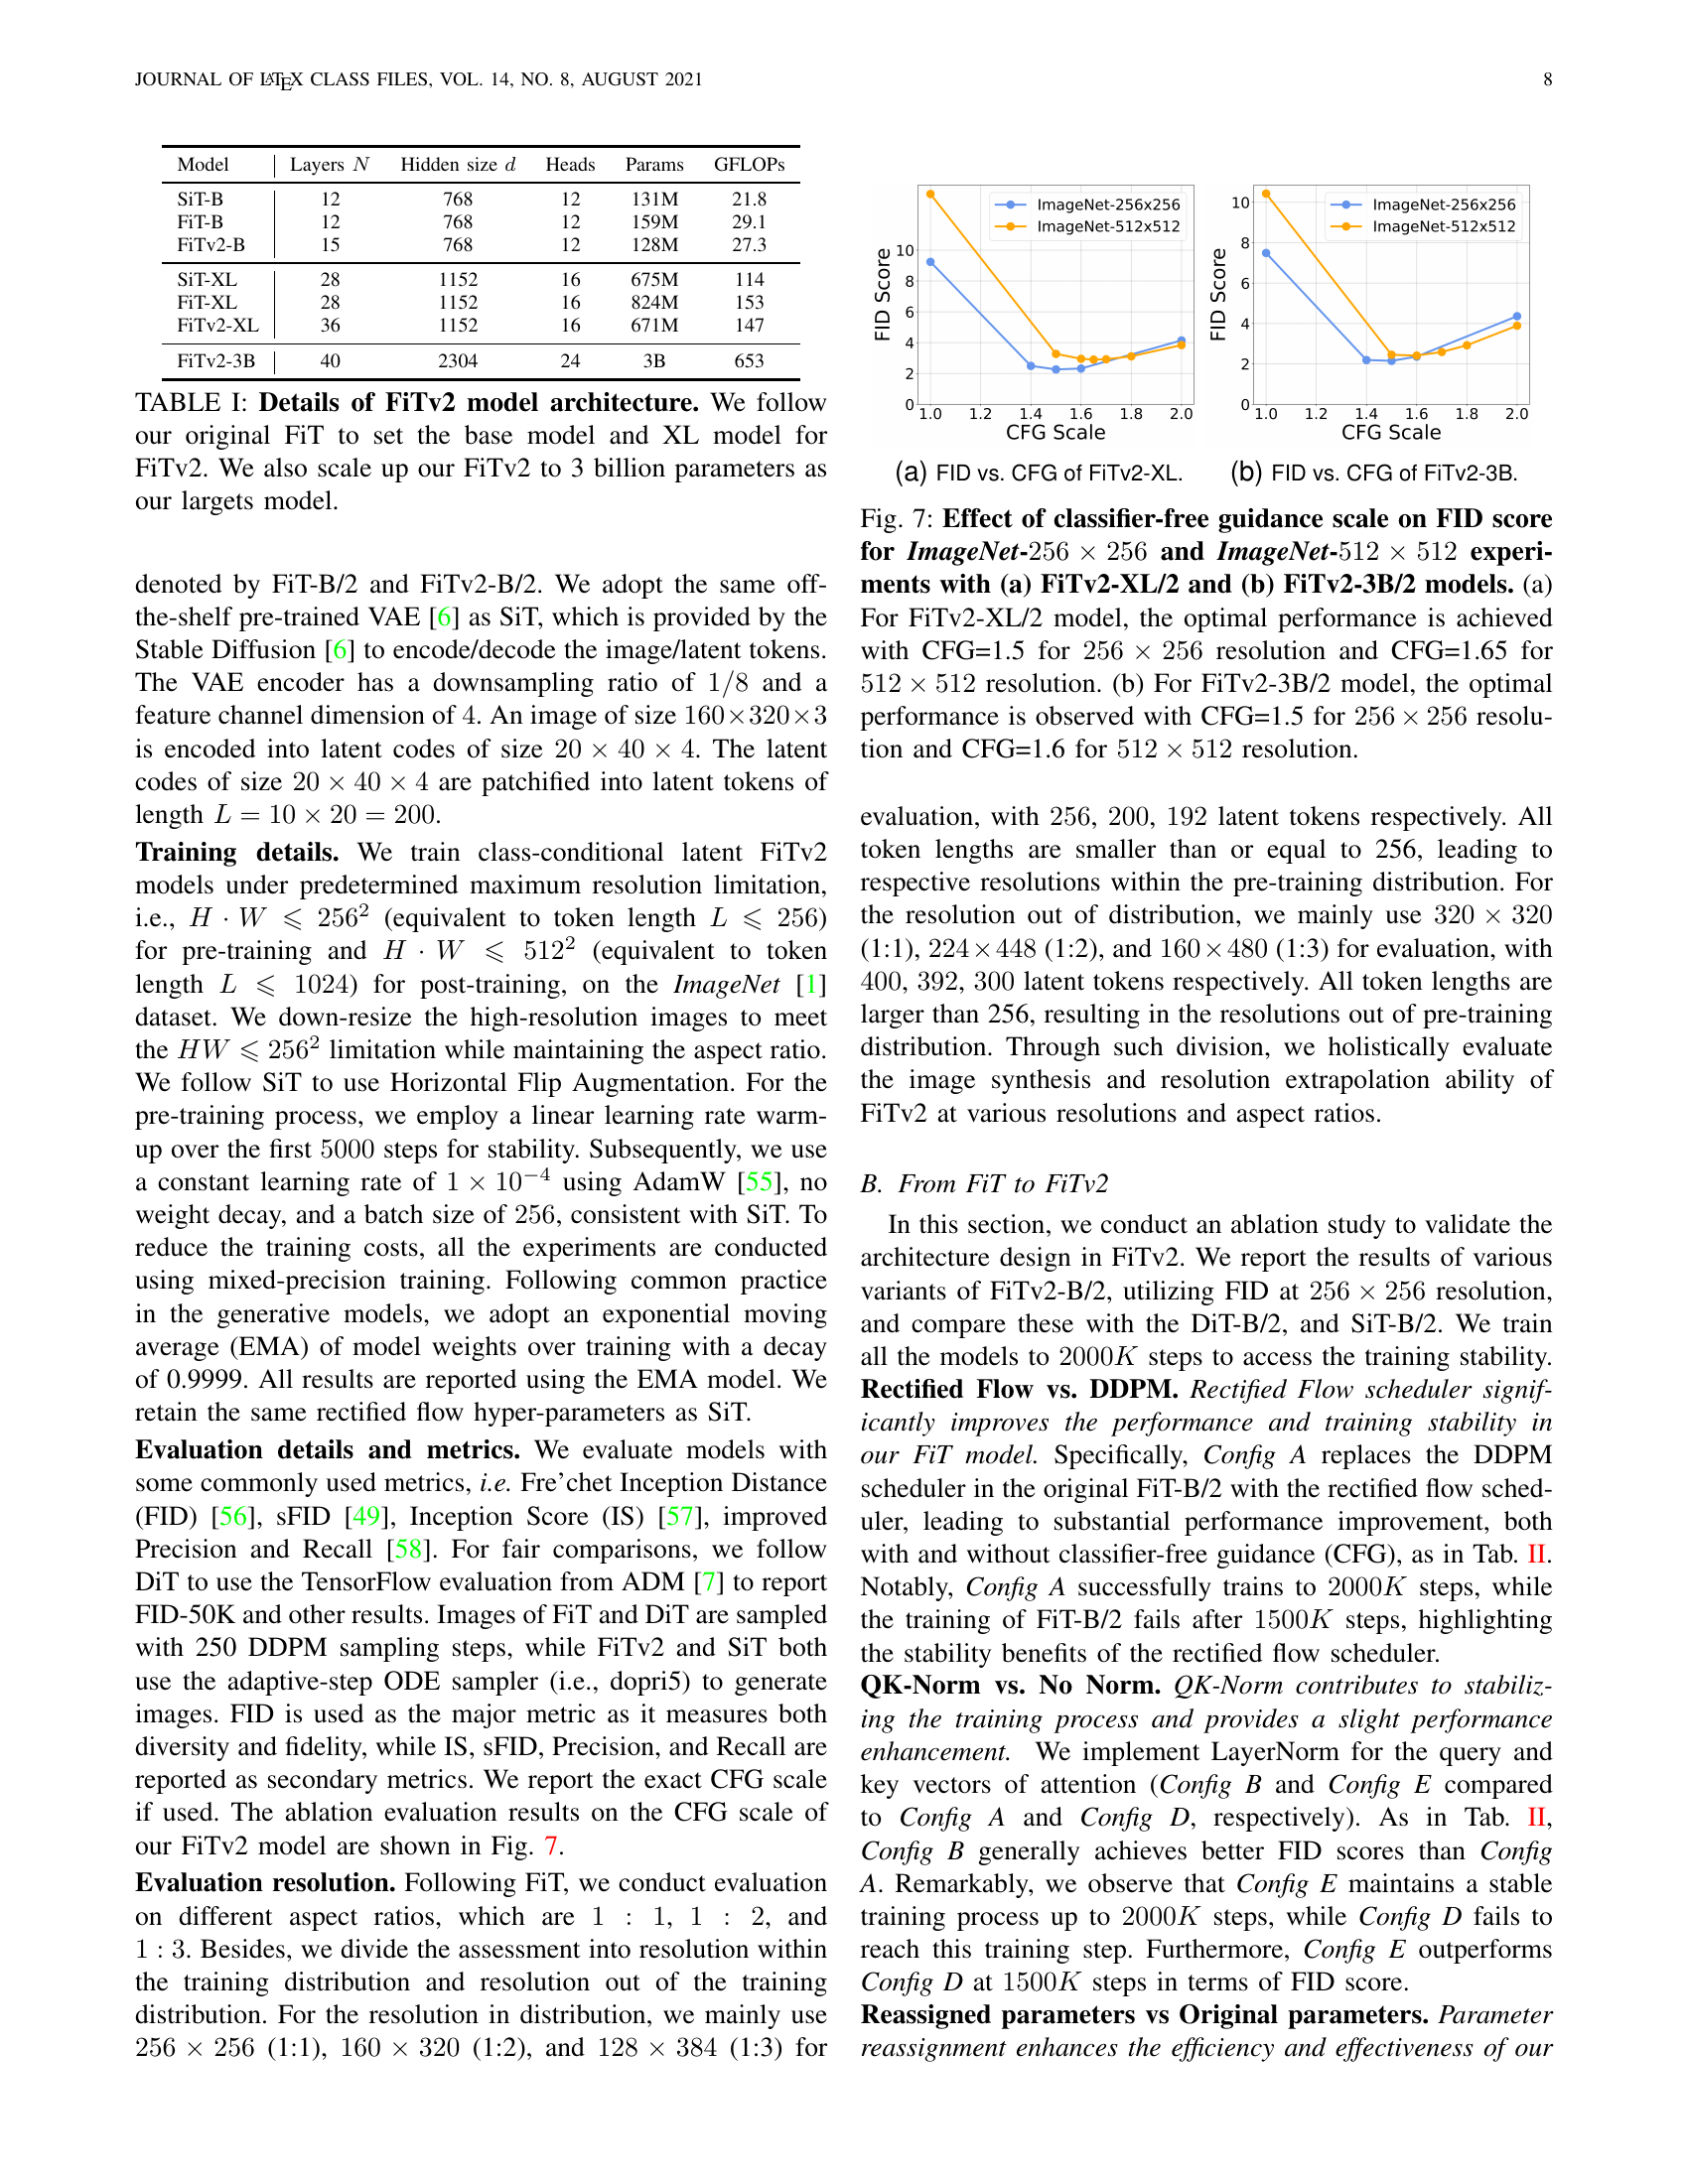 JOURNAL OF LATEX CLASS FILES, VOL. 14, NO. 8, AUGUST 2021
8
Model Layers N Hidden size d Heads Params GFLOPs
SiT-B 12 768 12 131M 21.8
FiT-B 12 768 12 159M 29.1
FiTv2-B 15 768 12 128M 27.3
SiT-XL 28 1152 16 675M 114
FiT-XL 28 1152 16 824M 153
FiTv2-XL 36 1152 16 671M 147
FiTv2-3B 40 2304 24 3B 653
TABLE I: Details of FiTv2 model architecture. We follow
our original FiT to set the base model and XL model for
FiTv2. We also scale up our FiTv2 to 3 billion parameters as
our largets model.
denoted by FiT-B/2 and FiTv2-B/2. We adopt the same off-
the-shelf pre-trained VAE [6] as SiT, which is provided by the
Stable Diffusion [6] to encode/decode the image/latent tokens.
The VAE encoder has a downsampling ratio of 1/8 and a
feature channel dimension of 4. An image of size 160×320×3
is encoded into latent codes of size 20 × 40 × 4. The latent
codes of size 20 × 40 × 4 are patchified into latent tokens of
length L = 10 × 20 = 200.
Training details. We train class-conditional latent FiTv2
models under predetermined maximum resolution limitation,
i.e., H · W ⩽ 256² (equivalent to token length L ⩽ 256)
for pre-training and H · W ⩽ 512² (equivalent to token
length L ⩽ 1024) for post-training, on the ImageNet [1]
dataset. We down-resize the high-resolution images to meet
the HW ⩽ 256² limitation while maintaining the aspect ratio.
We follow SiT to use Horizontal Flip Augmentation. For the
pre-training process, we employ a linear learning rate warm-
up over the first 5000 steps for stability. Subsequently, we use
a constant learning rate of 1 × 10⁻⁴ using AdamW [55], no
weight decay, and a batch size of 256, consistent with SiT. To
reduce the training costs, all the experiments are conducted
using mixed-precision training. Following common practice
in the generative models, we adopt an exponential moving
average (EMA) of model weights over training with a decay
of 0.9999. All results are reported using the EMA model. We
retain the same rectified flow hyper-parameters as SiT.
Evaluation details and metrics. We evaluate models with
some commonly used metrics, i.e. Fre'chet Inception Distance
(FID) [56], sFID [49], Inception Score (IS) [57], improved
Precision and Recall [58]. For fair comparisons, we follow
DiT to use the TensorFlow evaluation from ADM [7] to report
FID-50K and other results. Images of FiT and DiT are sampled
with 250 DDPM sampling steps, while FiTv2 and SiT both
use the adaptive-step ODE sampler (i.e., dopri5) to generate
images. FID is used as the major metric as it measures both
diversity and fidelity, while IS, sFID, Precision, and Recall are
reported as secondary metrics. We report the exact CFG scale
if used. The ablation evaluation results on the CFG scale of
our FiTv2 model are shown in Fig. 7.
Evaluation resolution. Following FiT, we conduct evaluation
on different aspect ratios, which are 1 : 1, 1 : 2, and
1 : 3. Besides, we divide the assessment into resolution within
the training distribution and resolution out of the training
distribution. For the resolution in distribution, we mainly use
256 × 256 (1:1), 160 × 320 (1:2), and 128 × 384 (1:3) for
ImageNet-256x256
ImageNet-512x512
FID Score
10
8
6
4
2
0
1.0 1.2 1.4 1.6 1.8 2.0
CFG Scale
(a) FID vs. CFG of FiTv2-XL.
ImageNet-256x256
ImageNet-512x512
FID Score
10
8
6
4
2
0
1.0 1.2 1.4 1.6 1.8 2.0
CFG Scale
(b) FID vs. CFG of FiTv2-3B.
Fig. 7: Effect of classifier-free guidance scale on FID score
for ImageNet-256 × 256 and ImageNet-512 × 512 experi-
ments with (a) FiTv2-XL/2 and (b) FiTv2-3B/2 models. (a)
For FiTv2-XL/2 model, the optimal performance is achieved
with CFG=1.5 for 256 × 256 resolution and CFG=1.65 for
512 × 512 resolution. (b) For FiTv2-3B/2 model, the optimal
performance is observed with CFG=1.5 for 256 × 256 resolu-
tion and CFG=1.6 for 512 × 512 resolution.
evaluation, with 256, 200, 192 latent tokens respectively. All
token lengths are smaller than or equal to 256, leading to
respective resolutions within the pre-training distribution. For
the resolution out of distribution, we mainly use 320 × 320
(1:1), 224×448 (1:2), and 160×480 (1:3) for evaluation, with
400, 392, 300 latent tokens respectively. All token lengths are
larger than 256, resulting in the resolutions out of pre-training
distribution. Through such division, we holistically evaluate
the image synthesis and resolution extrapolation ability of
FiTv2 at various resolutions and aspect ratios.
B. From FiT to FiTv2
In this section, we conduct an ablation study to validate the
architecture design in FiTv2. We report the results of various
variants of FiTv2-B/2, utilizing FID at 256 × 256 resolution,
and compare these with the DiT-B/2, and SiT-B/2. We train
all the models to 2000K steps to access the training stability.
Rectified Flow vs. DDPM. Rectified Flow scheduler signif-
icantly improves the performance and training stability in
our FiT model. Specifically, Config A replaces the DDPM
scheduler in the original FiT-B/2 with the rectified flow sched-
uler, leading to substantial performance improvement, both
with and without classifier-free guidance (CFG), as in Tab. II.
Notably, Config A successfully trains to 2000K steps, while
the training of FiT-B/2 fails after 1500K steps, highlighting
the stability benefits of the rectified flow scheduler.
QK-Norm vs. No Norm. QK-Norm contributes to stabiliz-
ing the training process and provides a slight performance
enhancement. We implement LayerNorm for the query and
key vectors of attention (Config B and Config E compared
to Config A and Config D, respectively). As in Tab. II,
Config B generally achieves better FID scores than Config
A. Remarkably, we observe that Config E maintains a stable
training process up to 2000K steps, while Config D fails to
reach this training step. Furthermore, Config E outperforms
Config D at 1500K steps in terms of FID score.
Reassigned parameters vs Original parameters. Parameter
reassignment enhances the efficiency and effectiveness of our